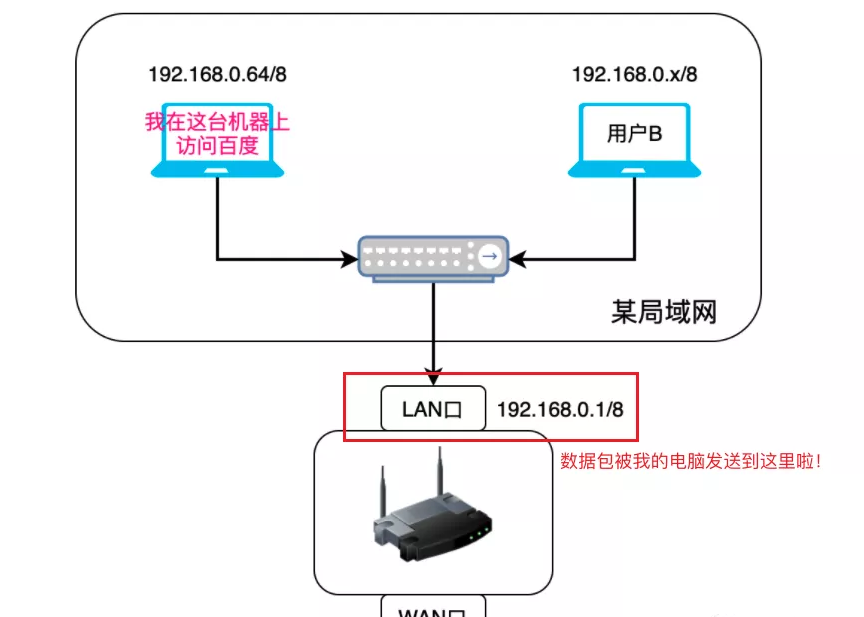 192.168.0.64/8
192.168.0.x/8
我在这台机器上
访问百度
用户B
某局域网
LAN口
192.168.0.1/8
数据包被我的电脑发送到这里啦！
WAN口